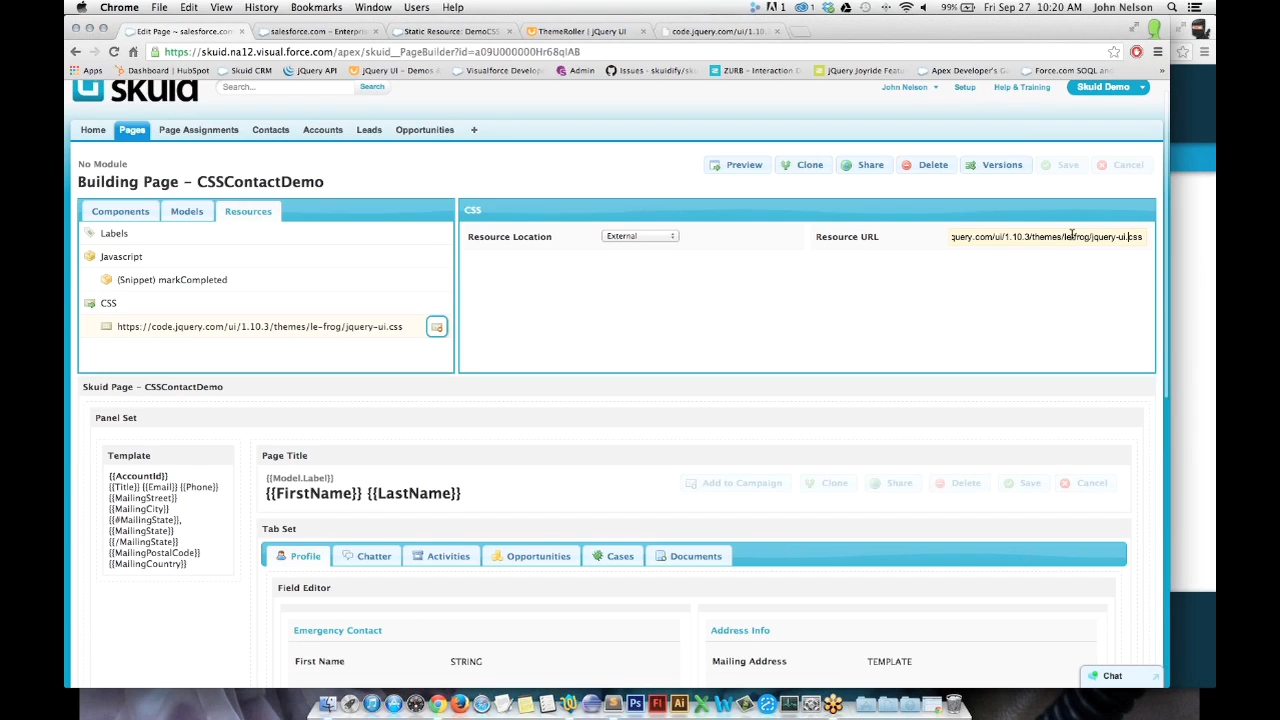 Chrome File Edit View History Bookmarks Window Users Help 1 99% Fri Jan 17 10:20 AM John Nelson
Edit Page ~ salesforce.com salesforce.com - Enterpris Static Resource: DemoCS ThemeRoller | jQuery UI code.jquery.com/ui/1.10.
https://skuid.na12.visual.force.com/apex/skuid__PageBuilder?id=
Apps Dashboard | HubSpot Skuid CRM jQuery API jQuery UI - Demos & Visualforce Develop Admin Issues · skuidify/sku ZURB - Interaction D jQuery Joyride Featu Apex Developer's G Force.com SOQL and »
skuid Search... Search John Nelson Setup Help & Training Skuid Demo
Home Pages Page Assignments Contacts Accounts Leads Opportunities +
No Module
Building Page - CSSContactDemo
Preview Clone Share Delete Versions Save Cancel
Components Models Resources
CSS
Labels
Resource Location External Resource URL query.com/ui/1.10.3/themes/le-frog/jquery-ui.css
Javascript
(Snippet) markCompleted
CSS
https://code.jquery.com/ui/1.10.3/themes/le-frog/jquery-ui.css
Skuid Page - CSSContactDemo
Panel Set
Template
{{AccountId}}
{{Title}} {{Email}} {{Phone}}
{{MailingStreet}}
{{MailingCity}}
{{#MailingState}},
{{MailingState}}
{{/MailingState}}
{{MailingPostalCode}}
{{MailingCountry}}
Page Title
{{Model.Label}}
{{FirstName}} {{LastName}}
Add to Campaign Clone Share Delete Save Cancel
Tab Set
Profile Chatter Activities Opportunities Cases Documents
Field Editor
Emergency Contact
First Name STRING
Address Info
Mailing Address TEMPLATE
Chat